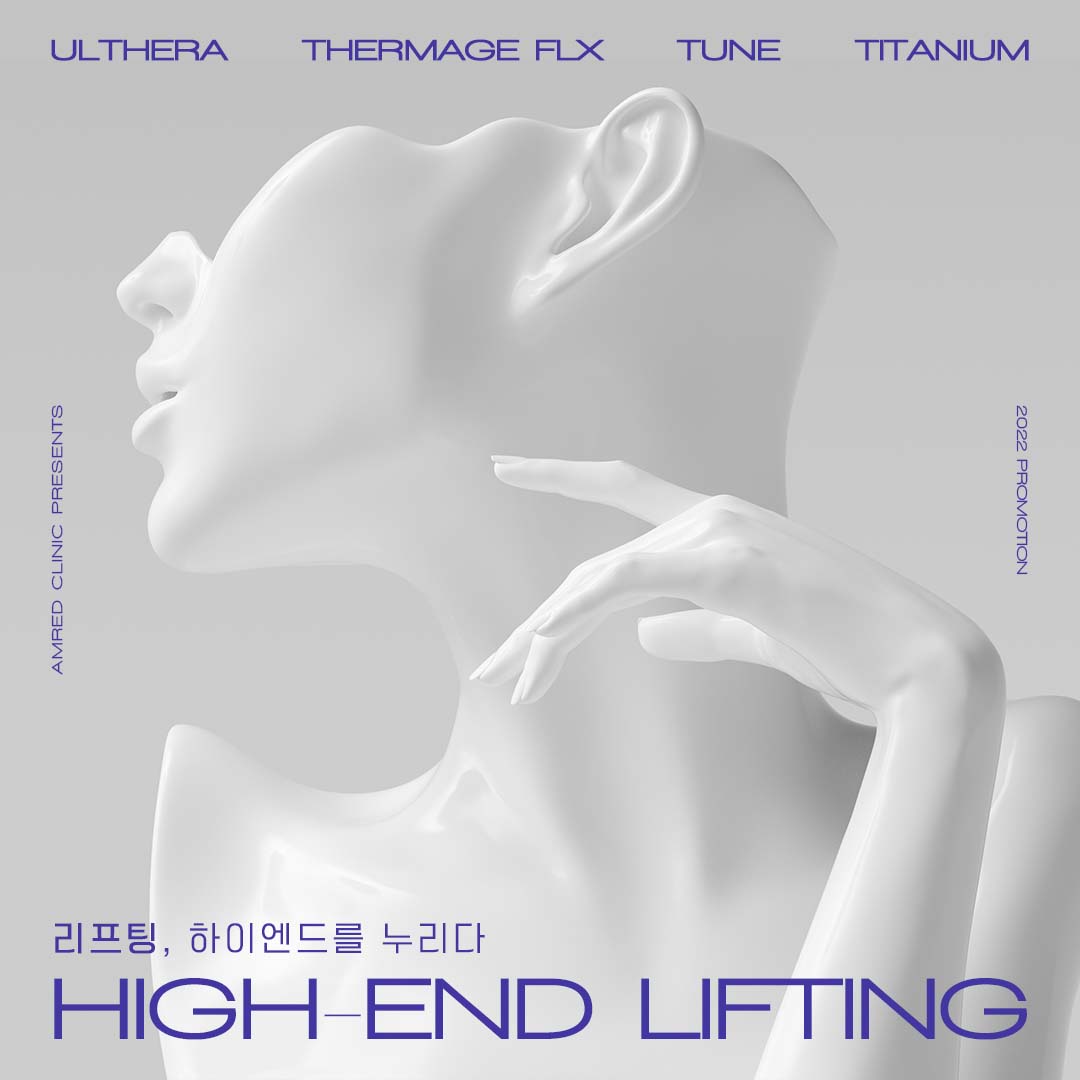 ULTHERA THERMAGE FLX TUNE TITANIUM
AMRED CLINIC PRESENTS
2022 PROMOTION
리프팅, 하이엔드를 누리다
HIGH-END LIFTING